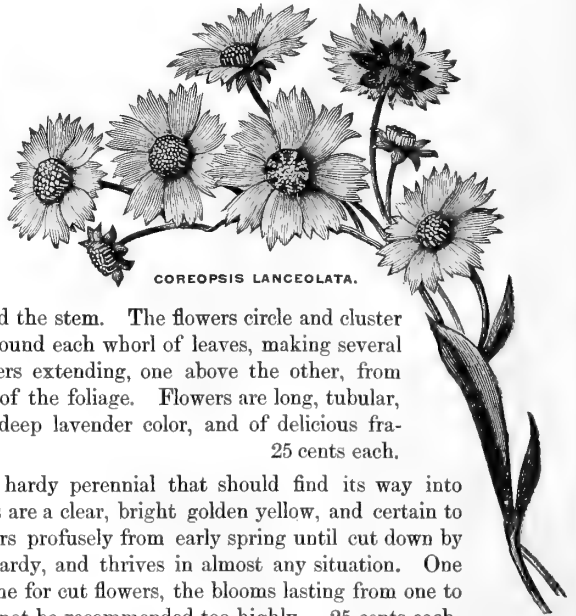 COREOPSIS LANCEOLATA.
d the stem. The flowers circle and cluster
ound each whorl of leaves, making several
ers extending, one above the other, from
of the foliage. Flowers are long, tubular,
deep lavender color, and of delicious fra-
25 cents each.
hardy perennial that should find its way into
s are a clear, bright golden yellow, and certain to
rs profusely from early spring until cut down by
ardy, and thrives in almost any situation. One
ne for cut flowers, the blooms lasting from one to
not be recommended too highly. 25 cents each.